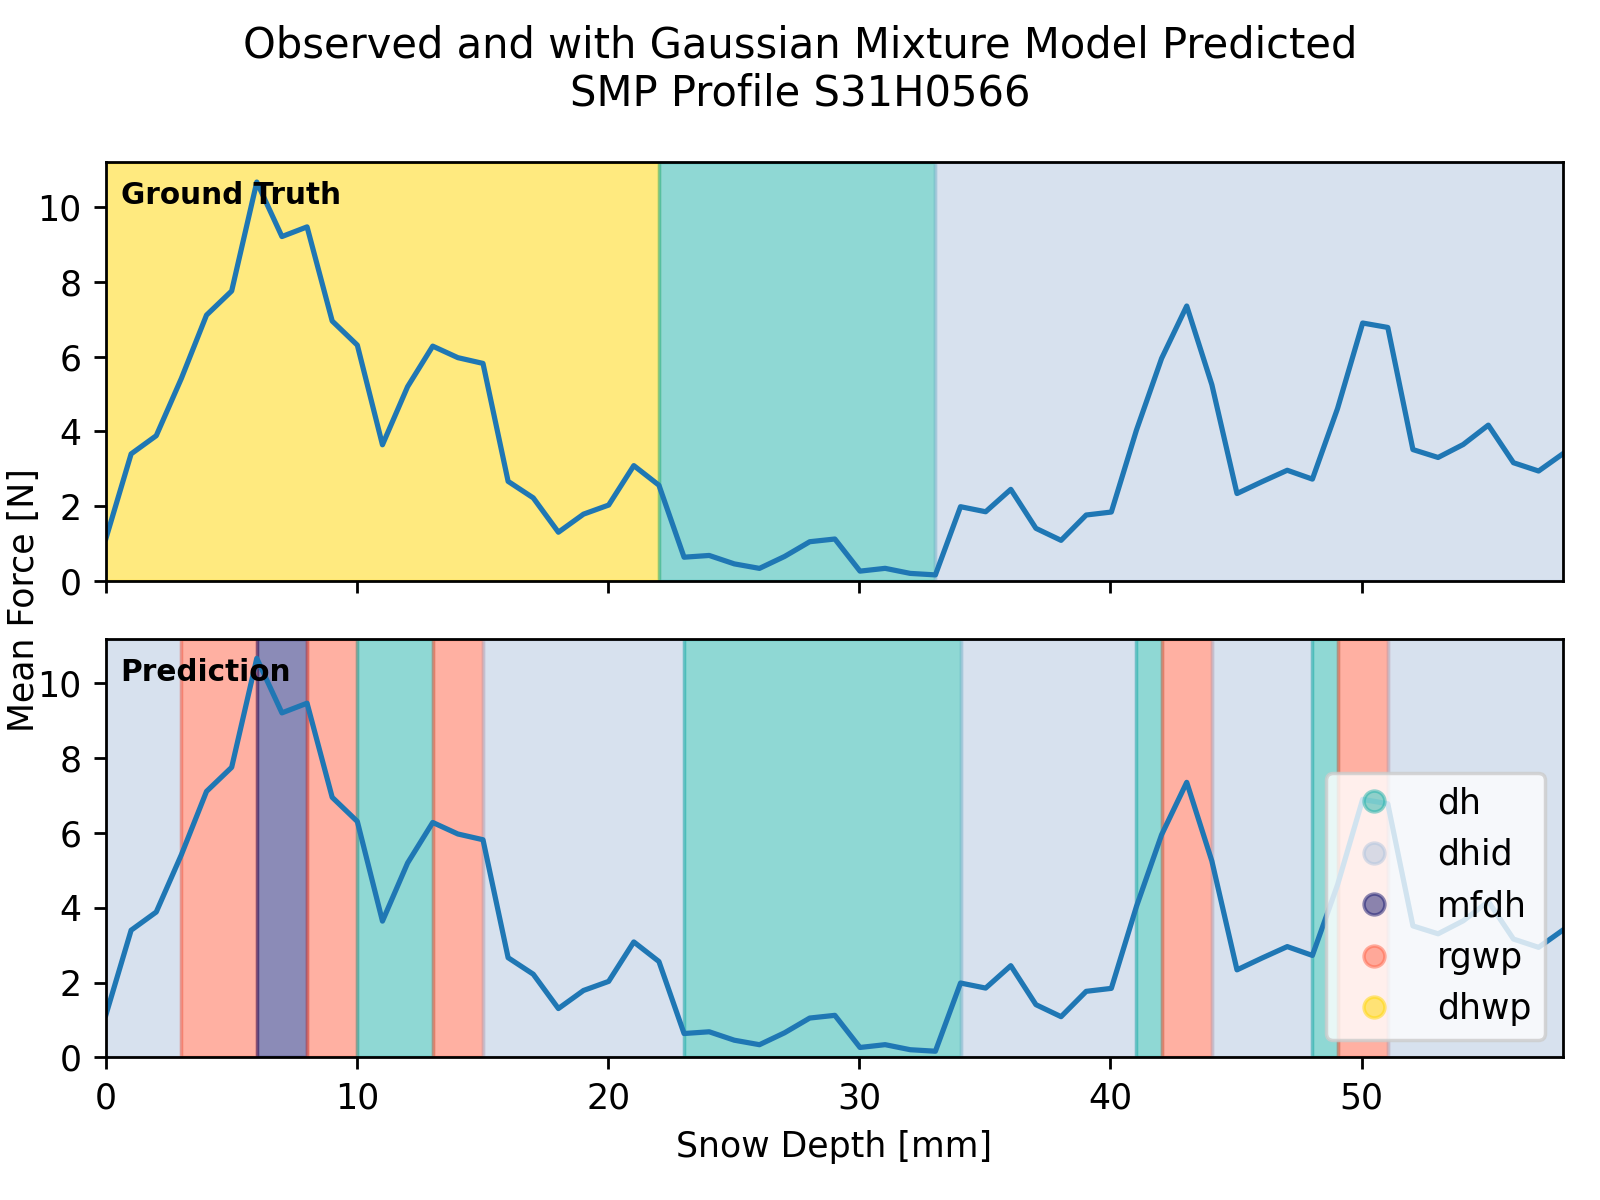 Observed and with Gaussian Mixture Model Predicted
SMP Profile S31H0566
Ground Truth
10
8
6
4
2
0
Mean Force [N]
Prediction
10
8
6
4
2
0
dh
dhid
mfdh
rgwp
dhwp
0 10 20 30 40 50
Snow Depth [mm]